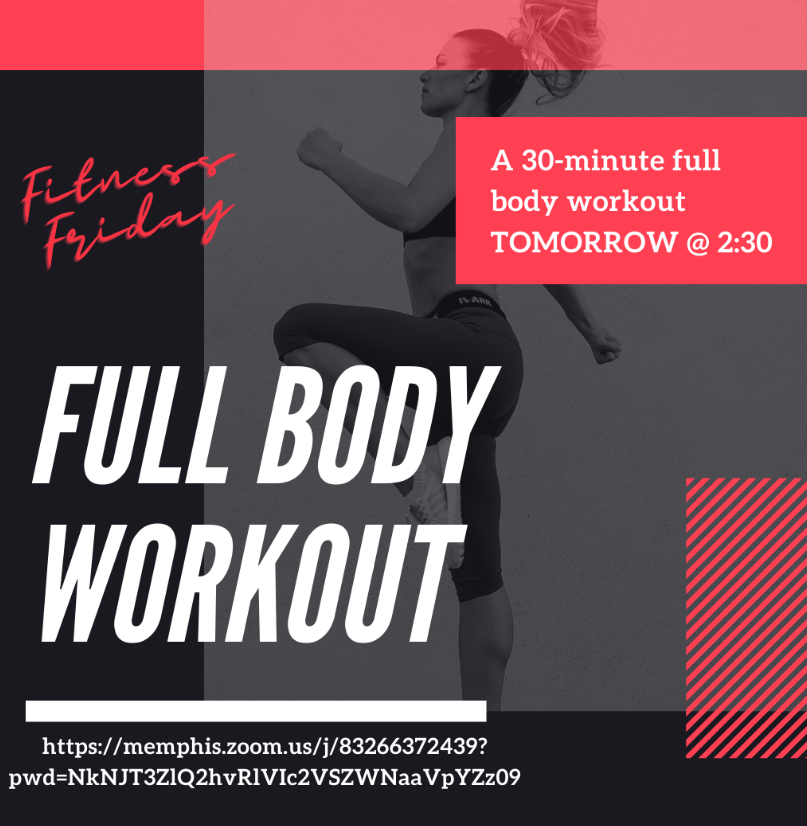 Fitness
Friday
A 30-minute full
body workout
TOMORROW @ 2:30
FULL BODY
WORKOUT
https://memphis.zoom.us/j/83266372439?
pwd=NkNJT3ZlQ2hvRlVIc2VSZWNaaVpYZz09